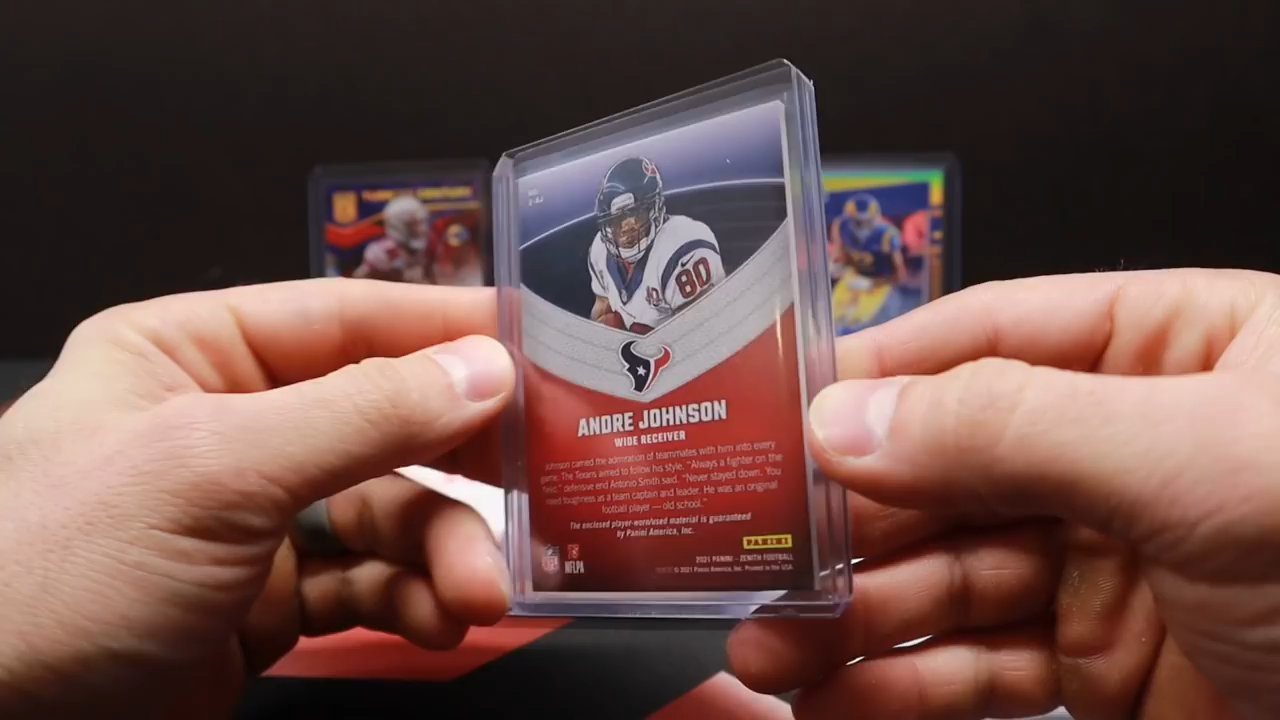 NO.
Z-AJ
80
ANDRE JOHNSON
WIDE RECEIVER
Johnson carried the admiration of teammates with him into every
game. The Texans aimed to follow his style. "Always a fighter on the
field," defensive end Antonio Smith said. "Never stayed down. You
need toughness as a team captain and leader. He was an original
football player — old school."
The enclosed player-worn/used material is guaranteed
by Panini America, Inc.
PANINI
NFL
NFLPA
2021 PANINI – ZENITH FOOTBALL
© 2021 Panini America, Inc. Printed in the USA.